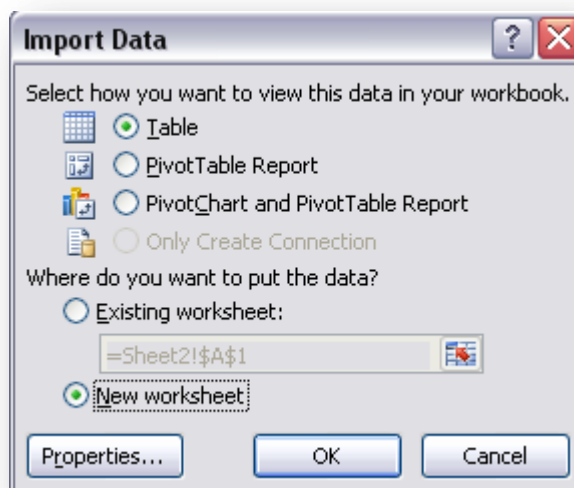 Import Data
?
Select how you want to view this data in your workbook.
Table
PivotTable Report
PivotChart and PivotTable Report
Only Create Connection
Where do you want to put the data?
Existing worksheet:
=Sheet2!$A$1
New worksheet
Properties... OK Cancel